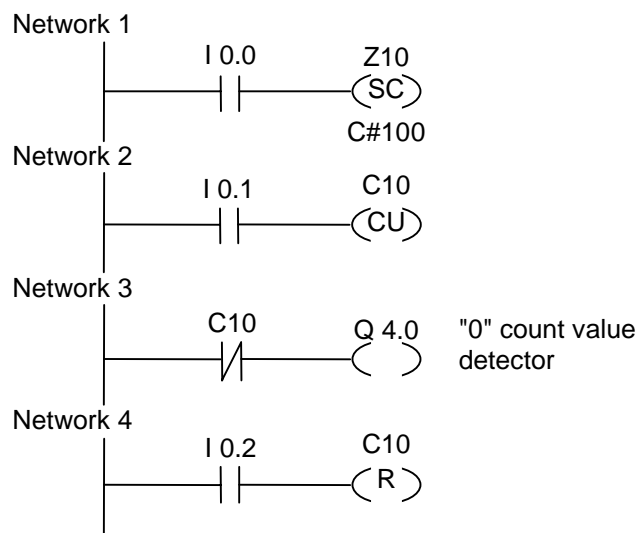 Network 1
I 0.0
Z10
SC
C#100
Network 2
I 0.1
C10
CU
Network 3
C10
Q 4.0
"0" count value
detector
Network 4
I 0.2
C10
R